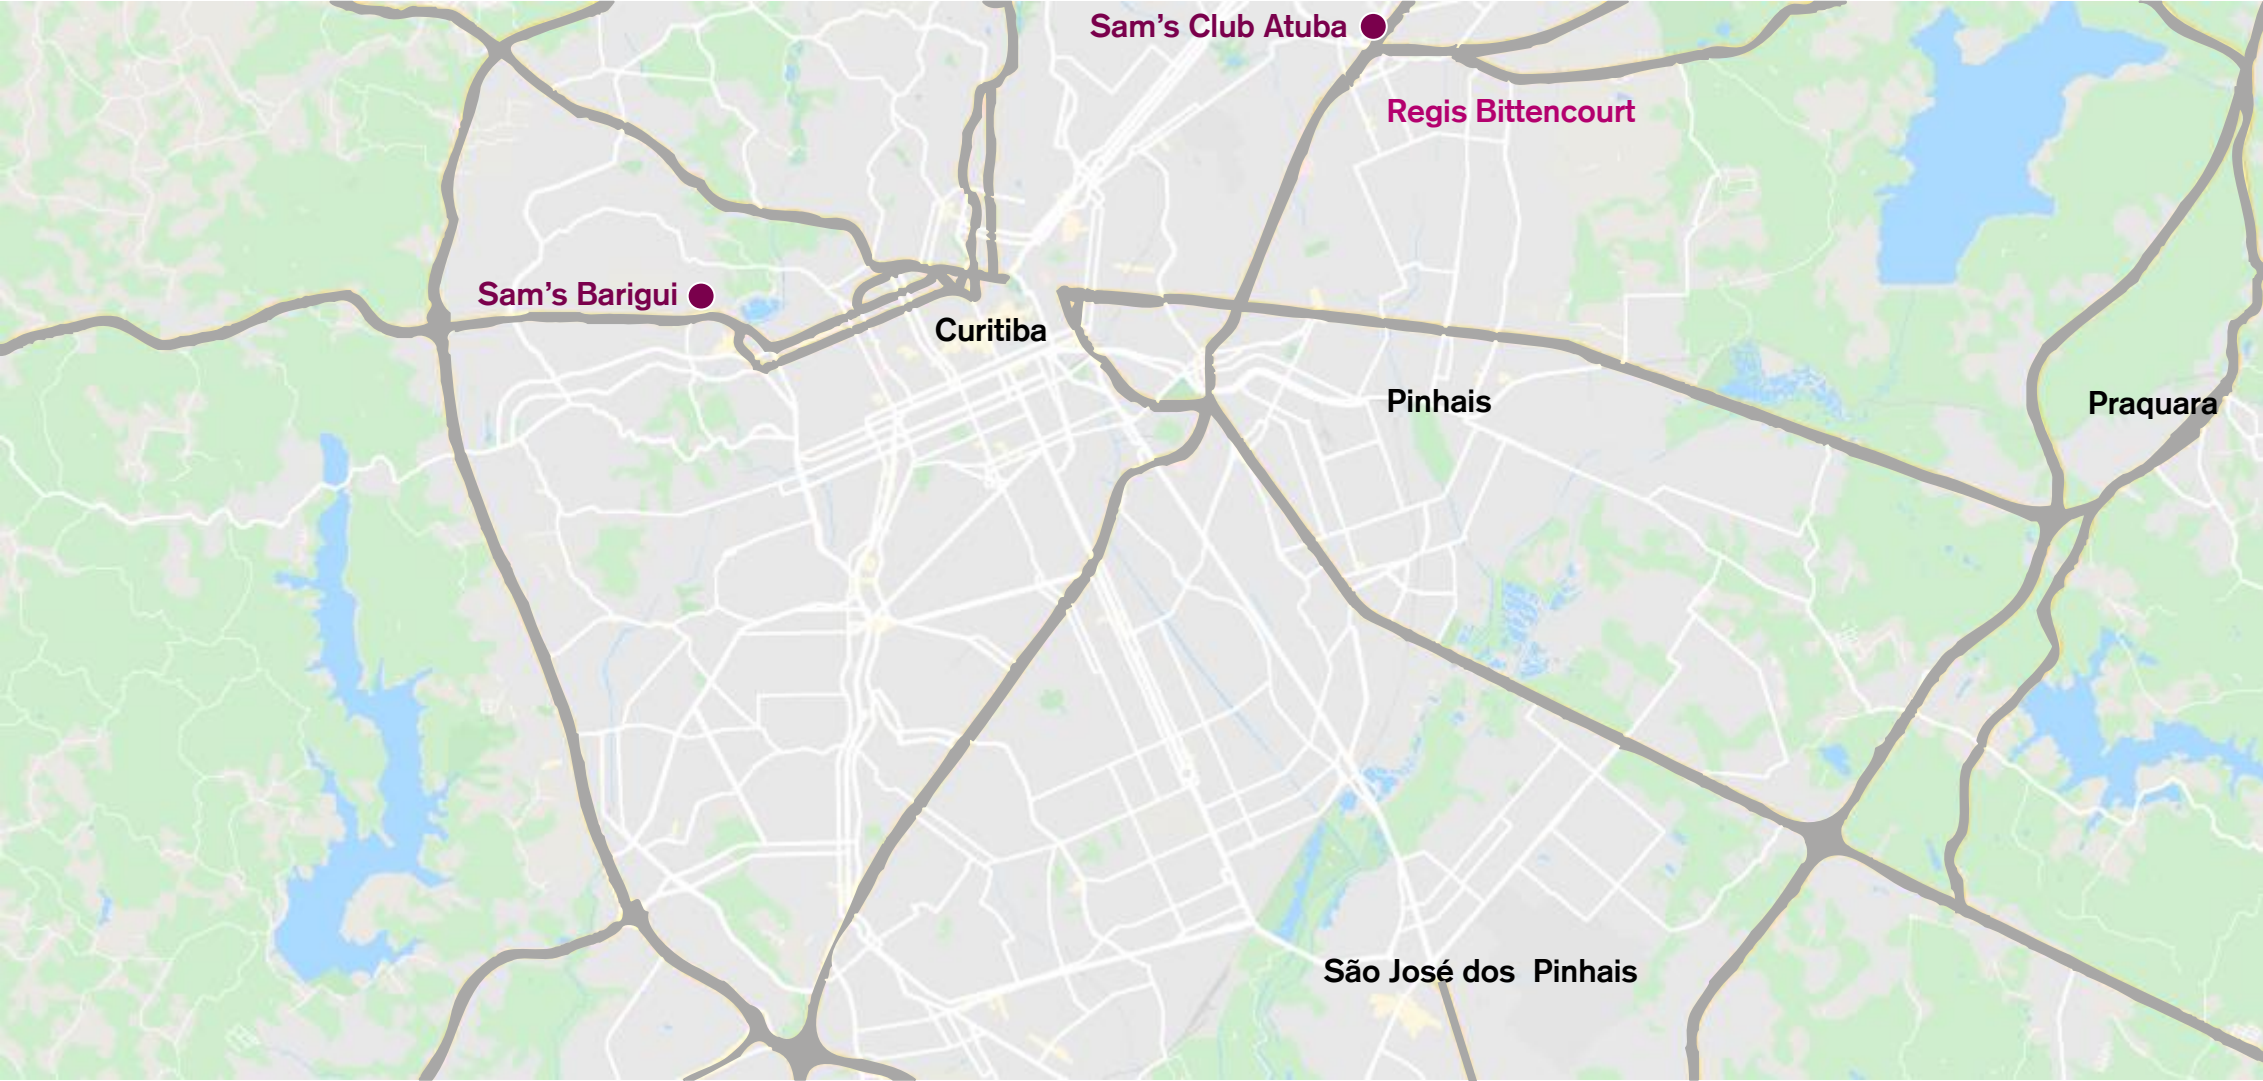 Sam’s Club Atuba
Regis Bittencourt
Sam’s Barigui
Curitiba
Pinhais
Praquara
São José dos  Pinhais